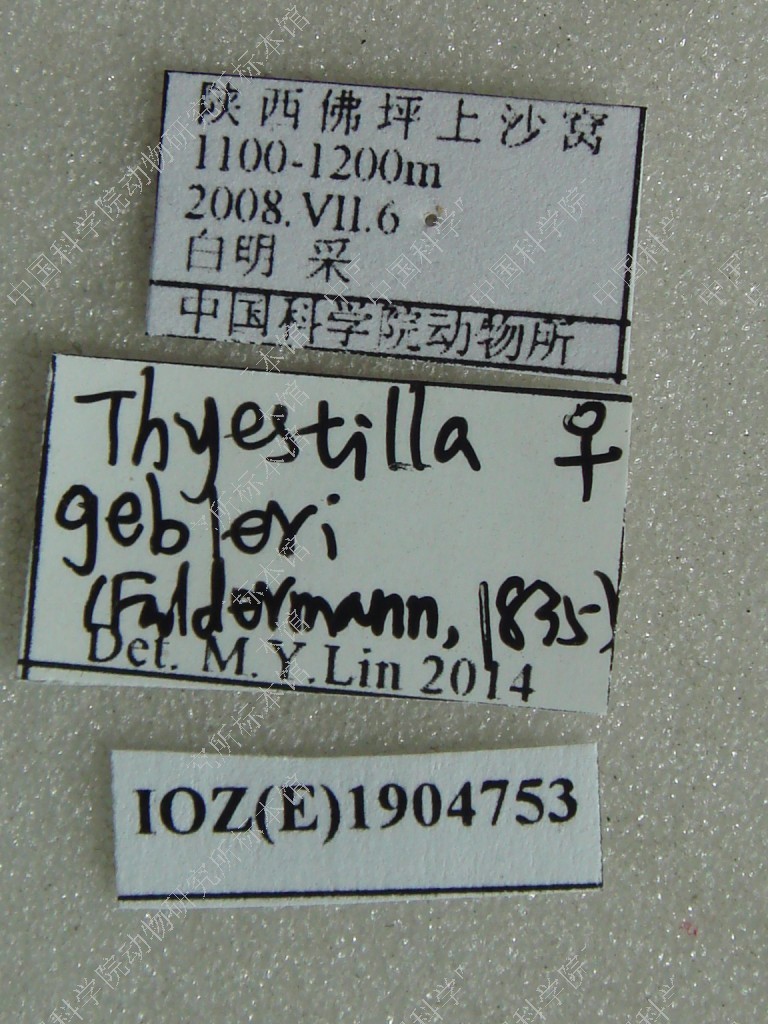 陕西佛坪上沙窝
1100-1200m
2008.VII.6
白明 采
中国科学院动物所
Thyestilla ♀
gebleri
(Faldermann, 1835)
Det. M.Y.Lin 2014
IOZ(E)1904753